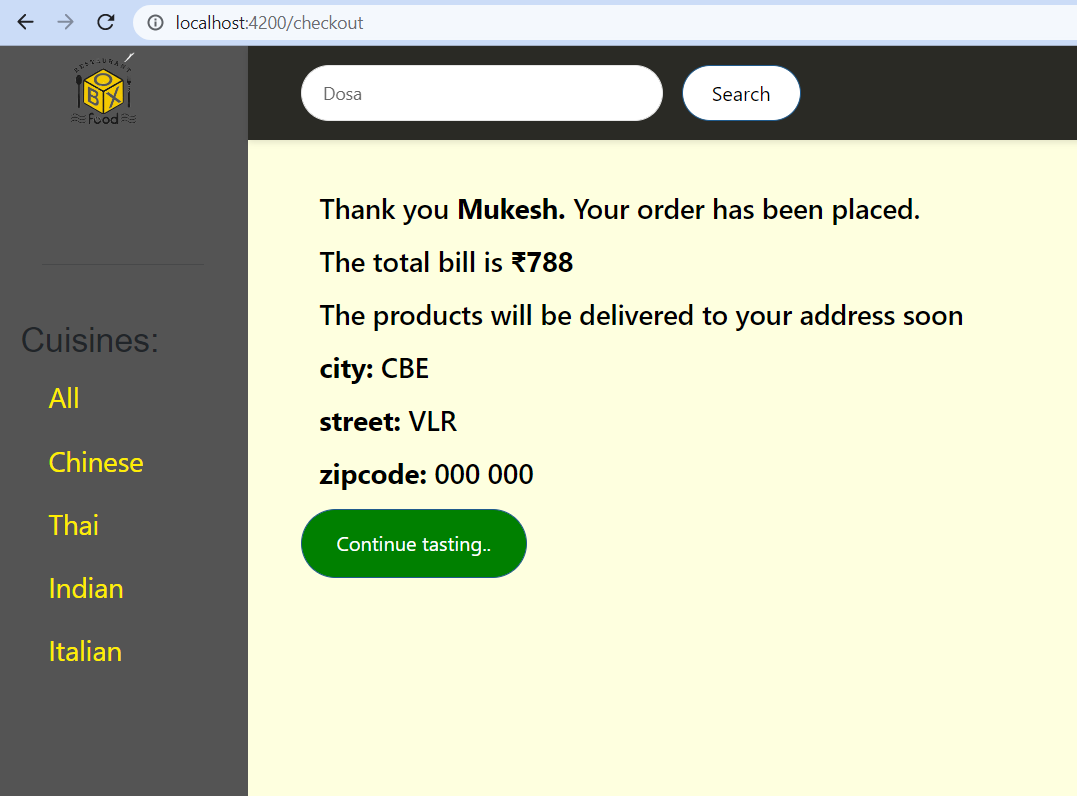 localhost:4200/checkout
RESTAURANT
BOX
Food
Dosa
Search
Thank you Mukesh. Your order has been placed.
The total bill is ₹788
The products will be delivered to your address soon
city: CBE
street: VLR
zipcode: 000 000
Continue tasting..
Cuisines:
All
Chinese
Thai
Indian
Italian